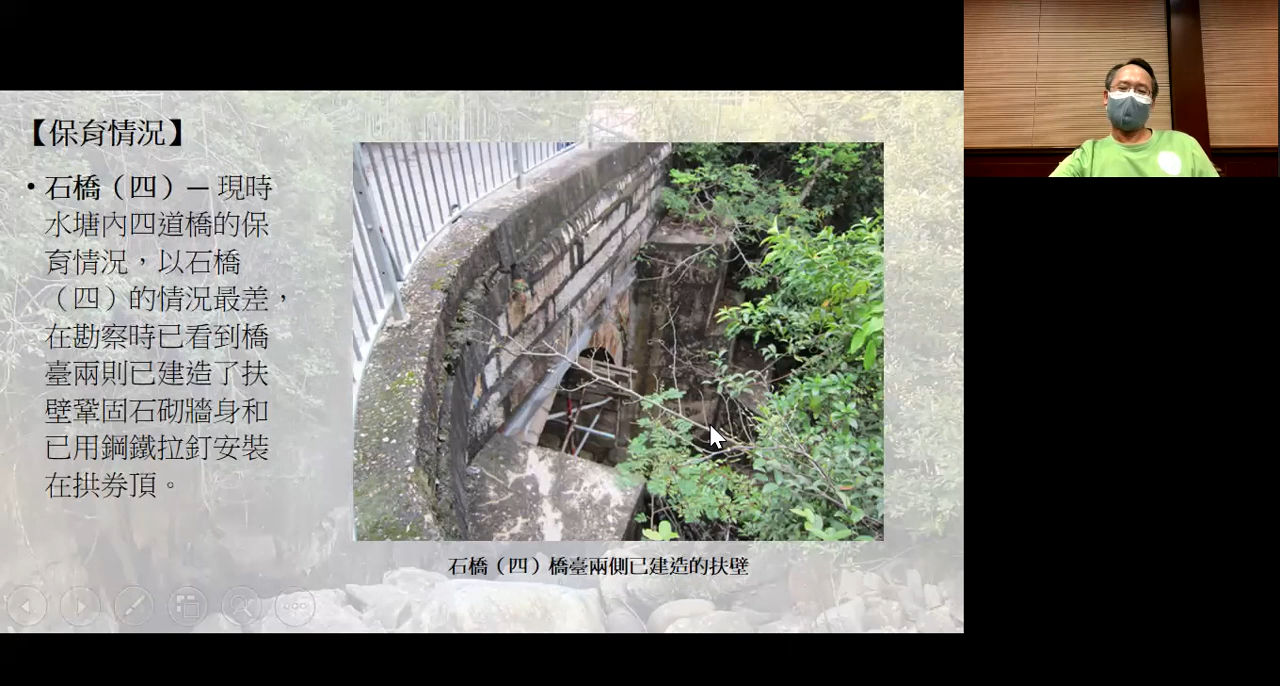 【保育情況】
• 石橋（四）— 現時
水塘內四道橋的保
育情況，以石橋
（四）的情況最差，
在勘察時已看到橋
臺兩則已建造了扶
壁鞏固石砌牆身和
已用鋼鐵拉釘安裝
在拱券頂。
石橋（四）橋臺兩側已建造的扶壁